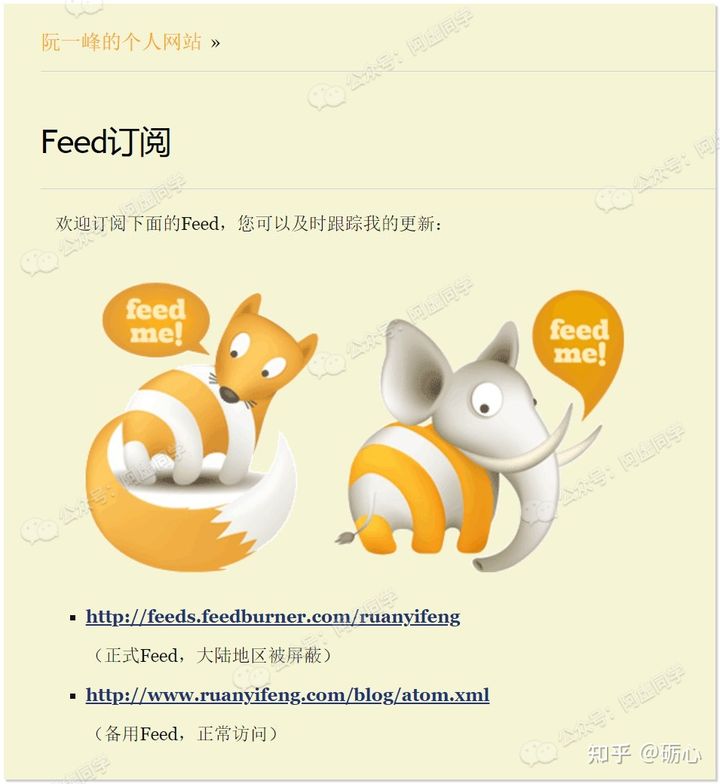 阮一峰的个人网站 »
Feed订阅
欢迎订阅下面的Feed，您可以及时跟踪我的更新：
feed
me!
feed
me!
http://feeds.feedburner.com/ruanyifeng
（正式Feed，大陆地区被屏蔽）
http://www.ruanyifeng.com/blog/atom.xml
（备用Feed，正常访问）
公众号：阿虚同学
知乎 @砺心